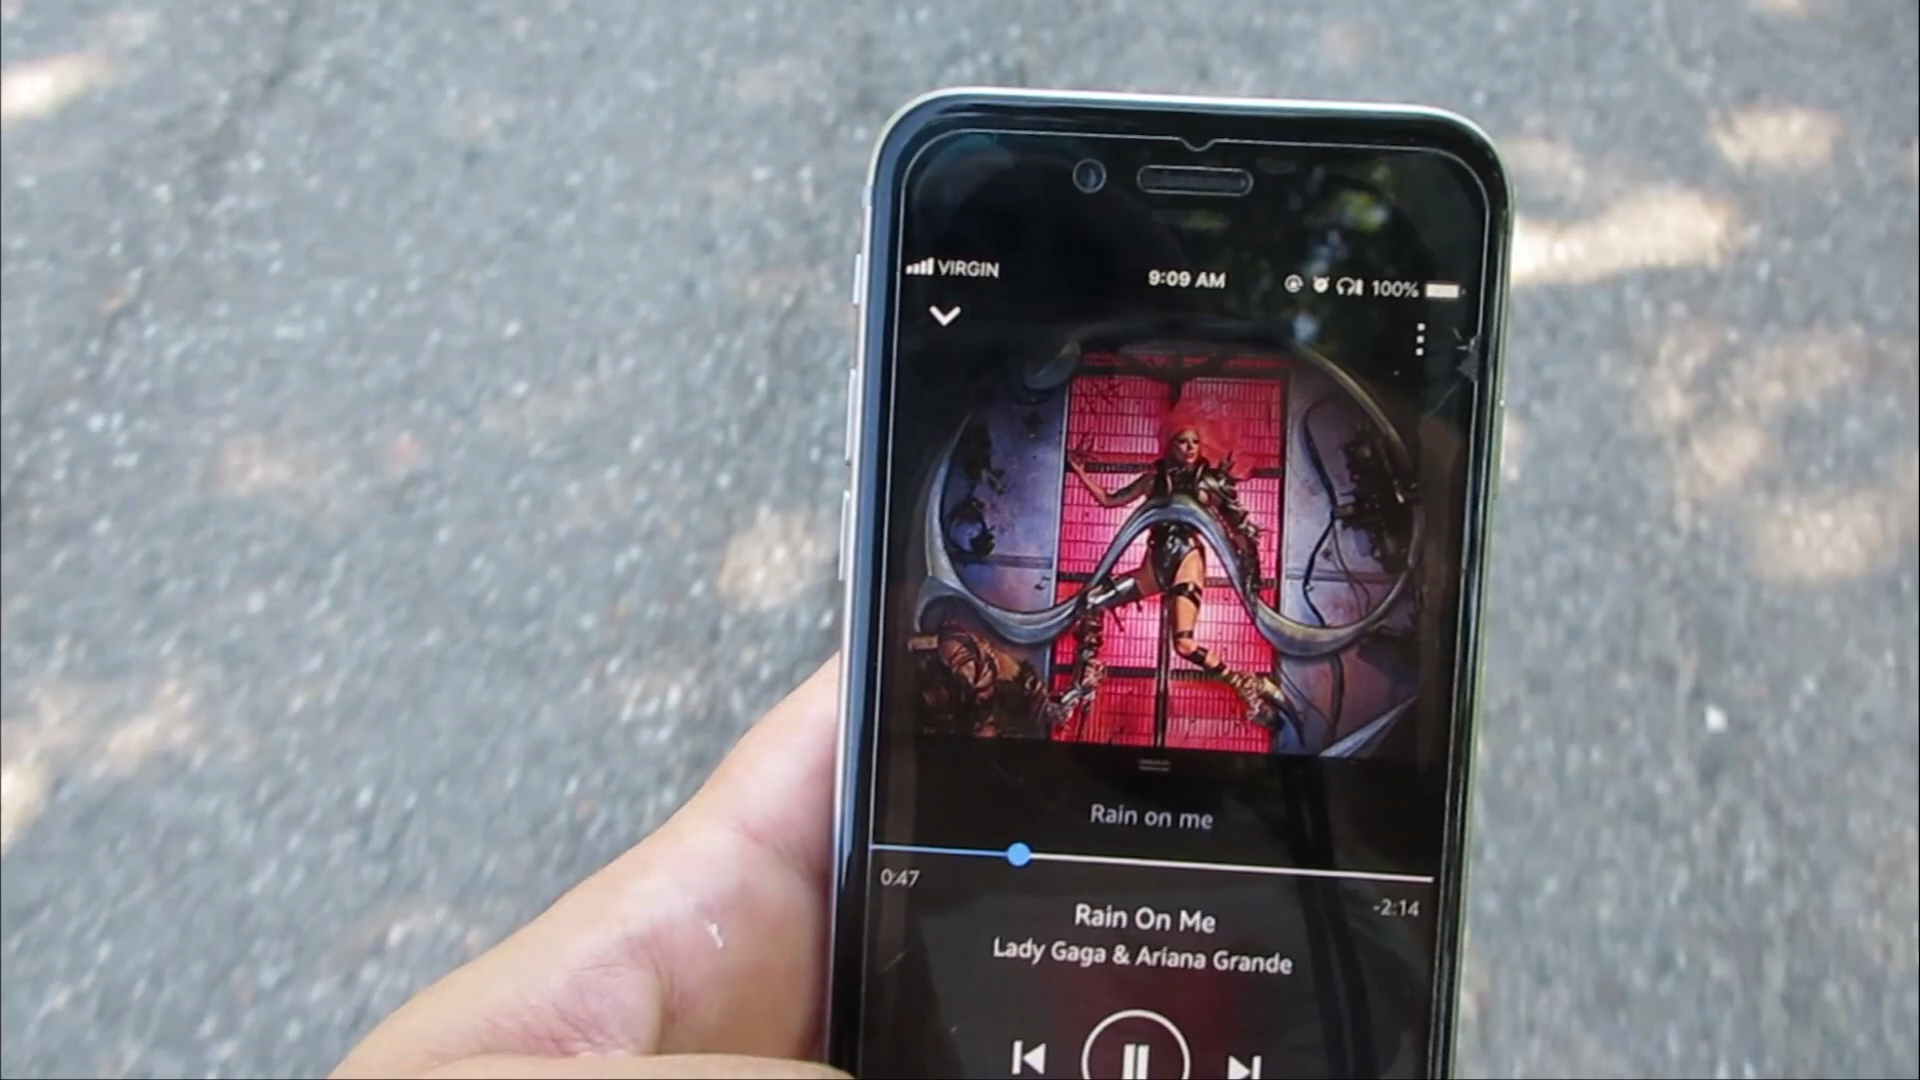 VIRGIN
9:09 AM
100%
Rain on me
0:47
-2:14
Rain On Me
Lady Gaga & Ariana Grande